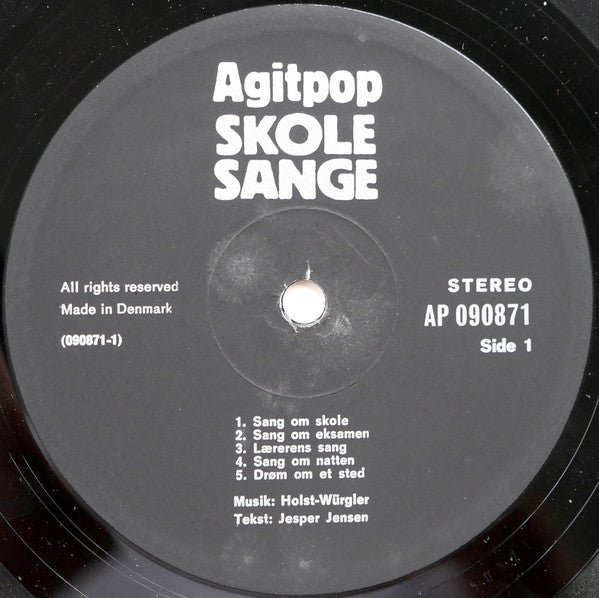 Agitpop
SKOLE
SANGE
All rights reserved
Made in Denmark
(090871-1)
STEREO
AP 090871
Side 1
1. Sang om skole
2. Sang om eksamen
3. Lærerens sang
4. Sang om natten
5. Drøm om et sted
Musik: Holst-Würgler
Tekst: Jesper Jensen